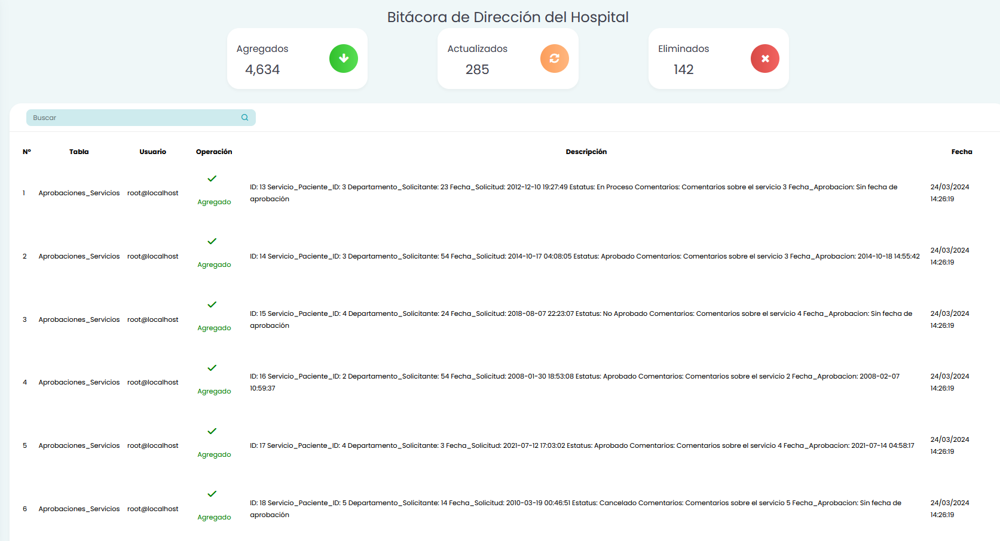 Bitácora de Dirección del Hospital
Agregados
4,634
Actualizados
285
Eliminados
142
Buscar
Nº Tabla Usuario Operación Descripción Fecha
1 Aprobaciones_Servicios root@localhost Agregado ID: 13 Servicio_Paciente_ID: 3 Departamento_Solicitante: 23 Fecha_Solicitud: 2012-12-10 19:27:49 Estatus: En Proceso Comentarios: Comentarios sobre el servicio 3 Fecha_Aprobacion: Sin fecha de
aprobación
24/03/2024
14:26:19
2 Aprobaciones_Servicios root@localhost Agregado ID: 14 Servicio_Paciente_ID: 3 Departamento_Solicitante: 54 Fecha_Solicitud: 2014-10-17 04:08:05 Estatus: Aprobado Comentarios: Comentarios sobre el servicio 3 Fecha_Aprobacion: 2014-10-18 14:55:42
24/03/2024
14:26:19
3 Aprobaciones_Servicios root@localhost Agregado ID: 15 Servicio_Paciente_ID: 4 Departamento_Solicitante: 24 Fecha_Solicitud: 2018-08-07 22:23:07 Estatus: No Aprobado Comentarios: Comentarios sobre el servicio 4 Fecha_Aprobacion: Sin fecha de
aprobación
24/03/2024
14:26:19
4 Aprobaciones_Servicios root@localhost Agregado ID: 16 Servicio_Paciente_ID: 2 Departamento_Solicitante: 54 Fecha_Solicitud: 2008-01-30 18:53:08 Estatus: Aprobado Comentarios: Comentarios sobre el servicio 2 Fecha_Aprobacion: 2008-02-07
10:59:37
24/03/2024
14:26:19
5 Aprobaciones_Servicios root@localhost Agregado ID: 17 Servicio_Paciente_ID: 4 Departamento_Solicitante: 3 Fecha_Solicitud: 2021-07-12 17:03:02 Estatus: Aprobado Comentarios: Comentarios sobre el servicio 4 Fecha_Aprobacion: 2021-07-14 04:58:17
24/03/2024
14:26:19
6 Aprobaciones_Servicios root@localhost Agregado ID: 18 Servicio_Paciente_ID: 5 Departamento_Solicitante: 14 Fecha_Solicitud: 2010-03-19 00:46:51 Estatus: Cancelado Comentarios: Comentarios sobre el servicio 5 Fecha_Aprobacion: Sin fecha de
aprobación
24/03/2024
14:26:19